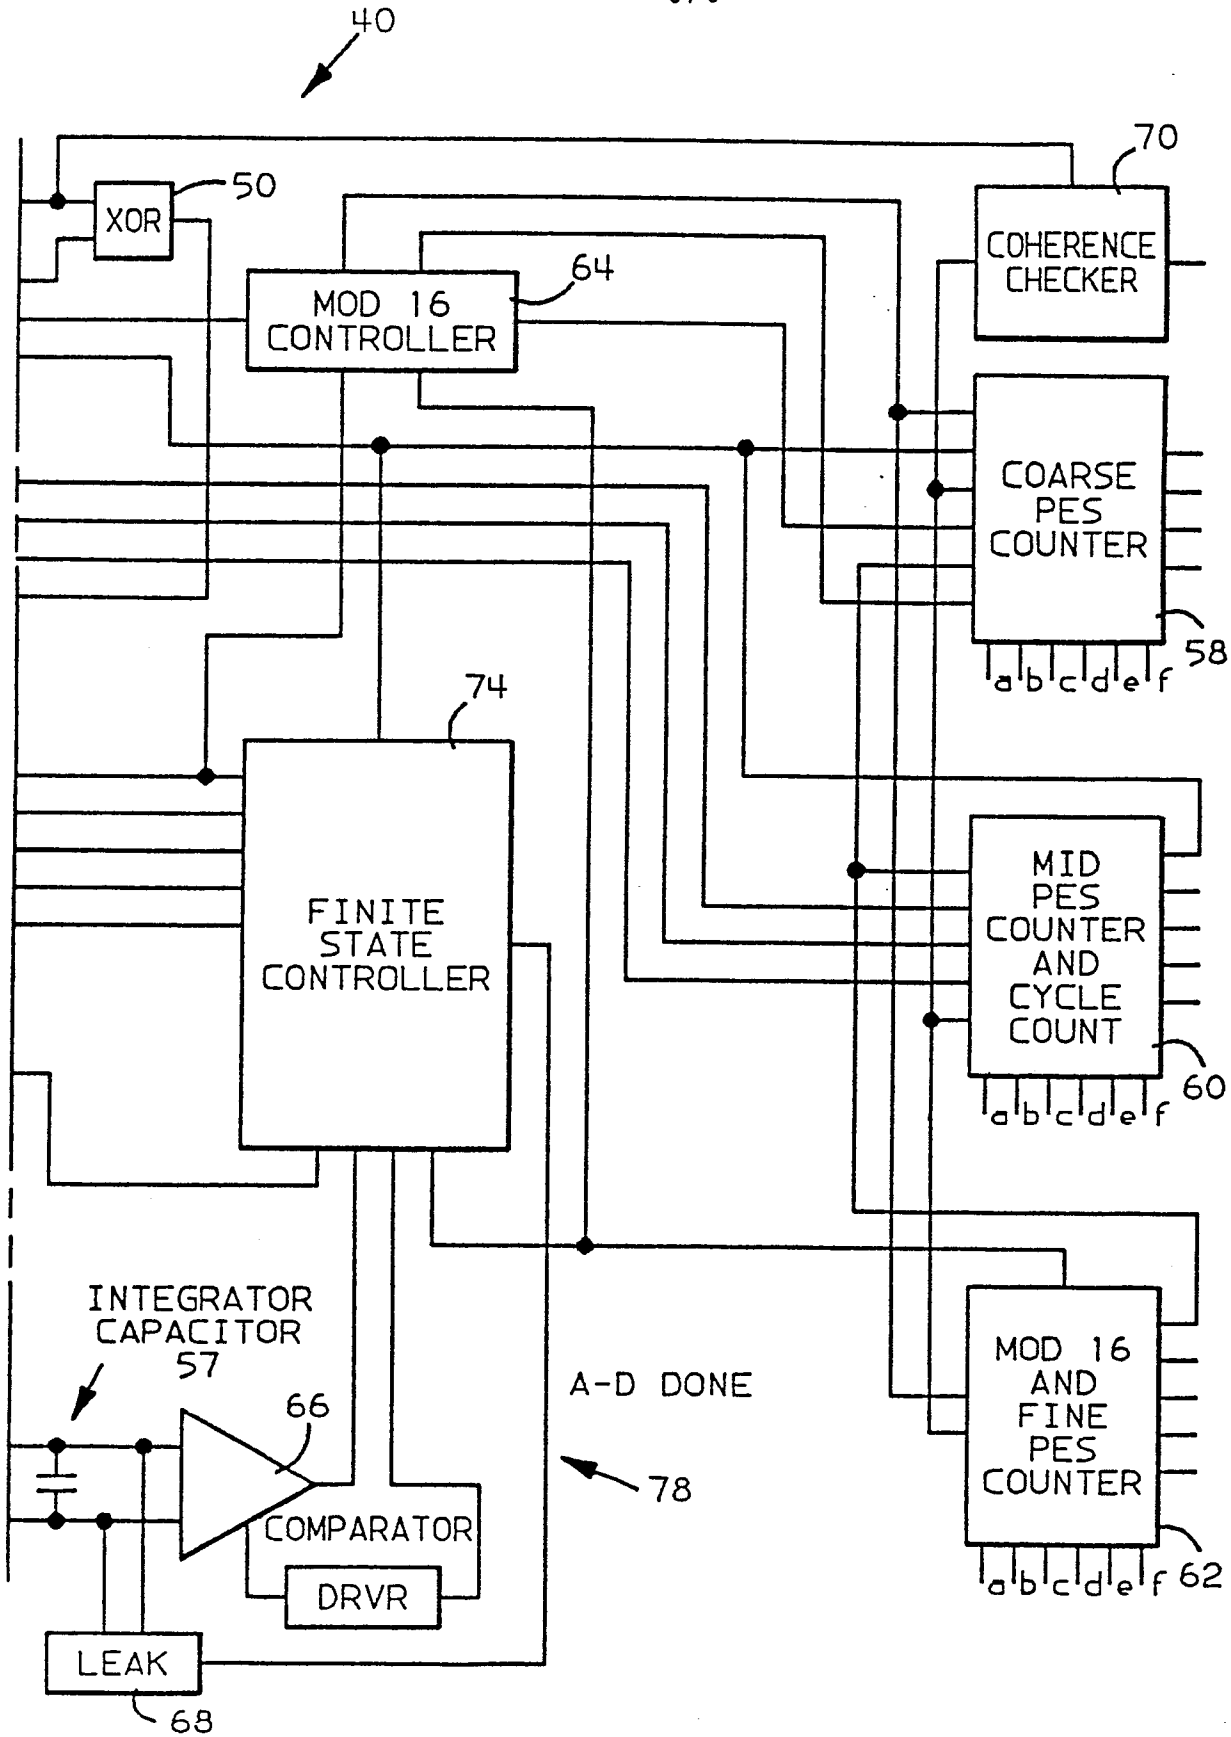 40
70
50
XOR
COHERENCE
CHECKER
64
MOD 16
CONTROLLER
COARSE
PES
COUNTER
58
a b c d e f
74
MID
PES
COUNTER
AND
CYCLE
COUNT
FINITE
STATE
CONTROLLER
60
a b c d e f
INTEGRATOR
CAPACITOR
57
MOD 16
AND
FINE
PES
COUNTER
A-D DONE
66
78
COMPARATOR
DRVR
a b c d e f
62
LEAK
68